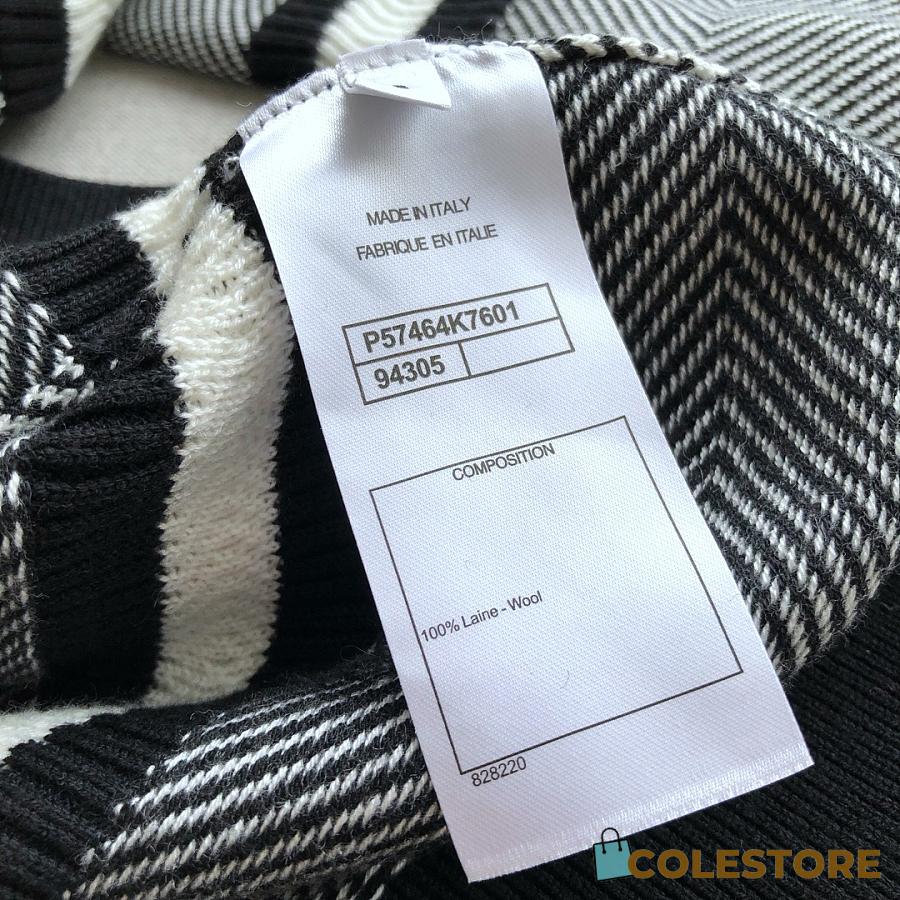 MADE IN ITALY
FABRIQUE EN ITALIE
P57464K7601
94305
COMPOSITION
100% Laine - Wool
828220
COLESTORE